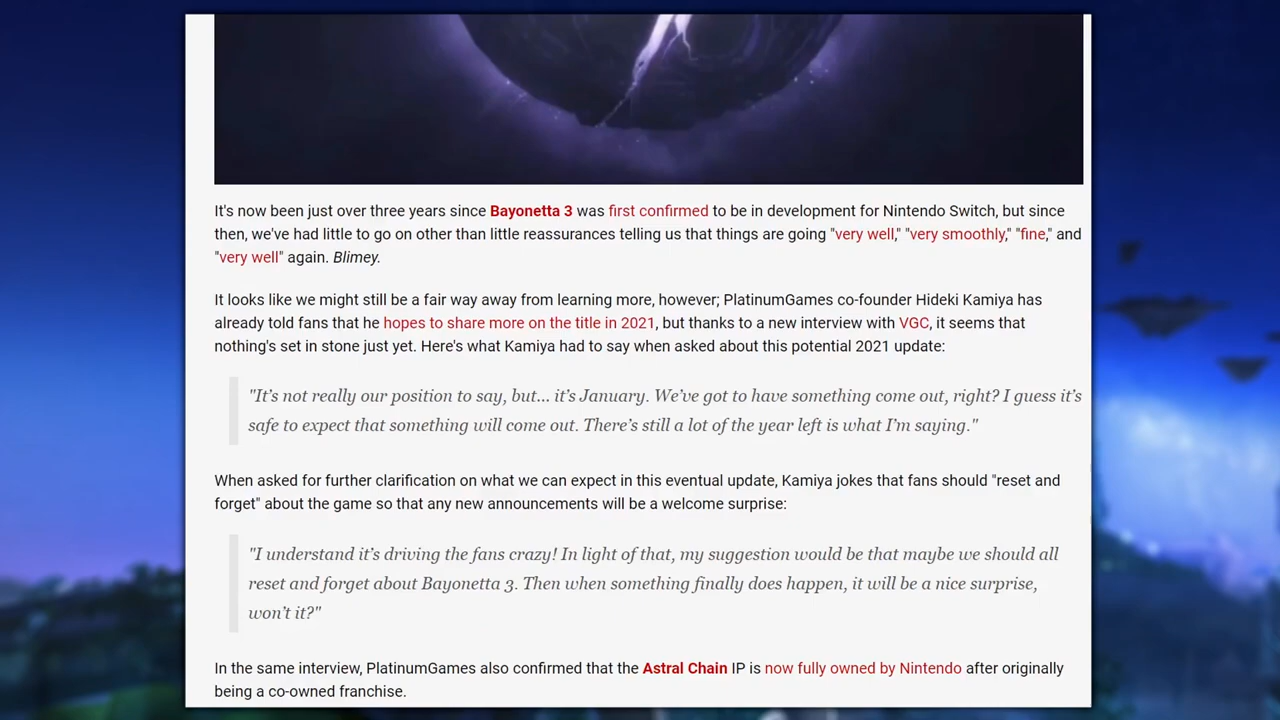 It's now been just over three years since Bayonetta 3 was first confirmed to be in development for Nintendo Switch, but since
then, we've had little to go on other than little reassurances telling us that things are going "very well," "very smoothly," "fine," and
"very well" again. Blimey.
It looks like we might still be a fair way away from learning more, however; PlatinumGames co-founder Hideki Kamiya has
already told fans that he hopes to share more on the title in 2021, but thanks to a new interview with VGC, it seems that
nothing's set in stone just yet. Here's what Kamiya had to say when asked about this potential 2021 update:
"It’s not really our position to say, but... it’s January. We’ve got to have something come out, right? I guess it’s
safe to expect that something will come out. There’s still a lot of the year left is what I’m saying."
When asked for further clarification on what we can expect in this eventual update, Kamiya jokes that fans should "reset and
forget" about the game so that any new announcements will be a welcome surprise:
"I understand it’s driving the fans crazy! In light of that, my suggestion would be that maybe we should all
reset and forget about Bayonetta 3. Then when something finally does happen, it will be a nice surprise,
won’t it?"
In the same interview, PlatinumGames also confirmed that the Astral Chain IP is now fully owned by Nintendo after originally
being a co-owned franchise.